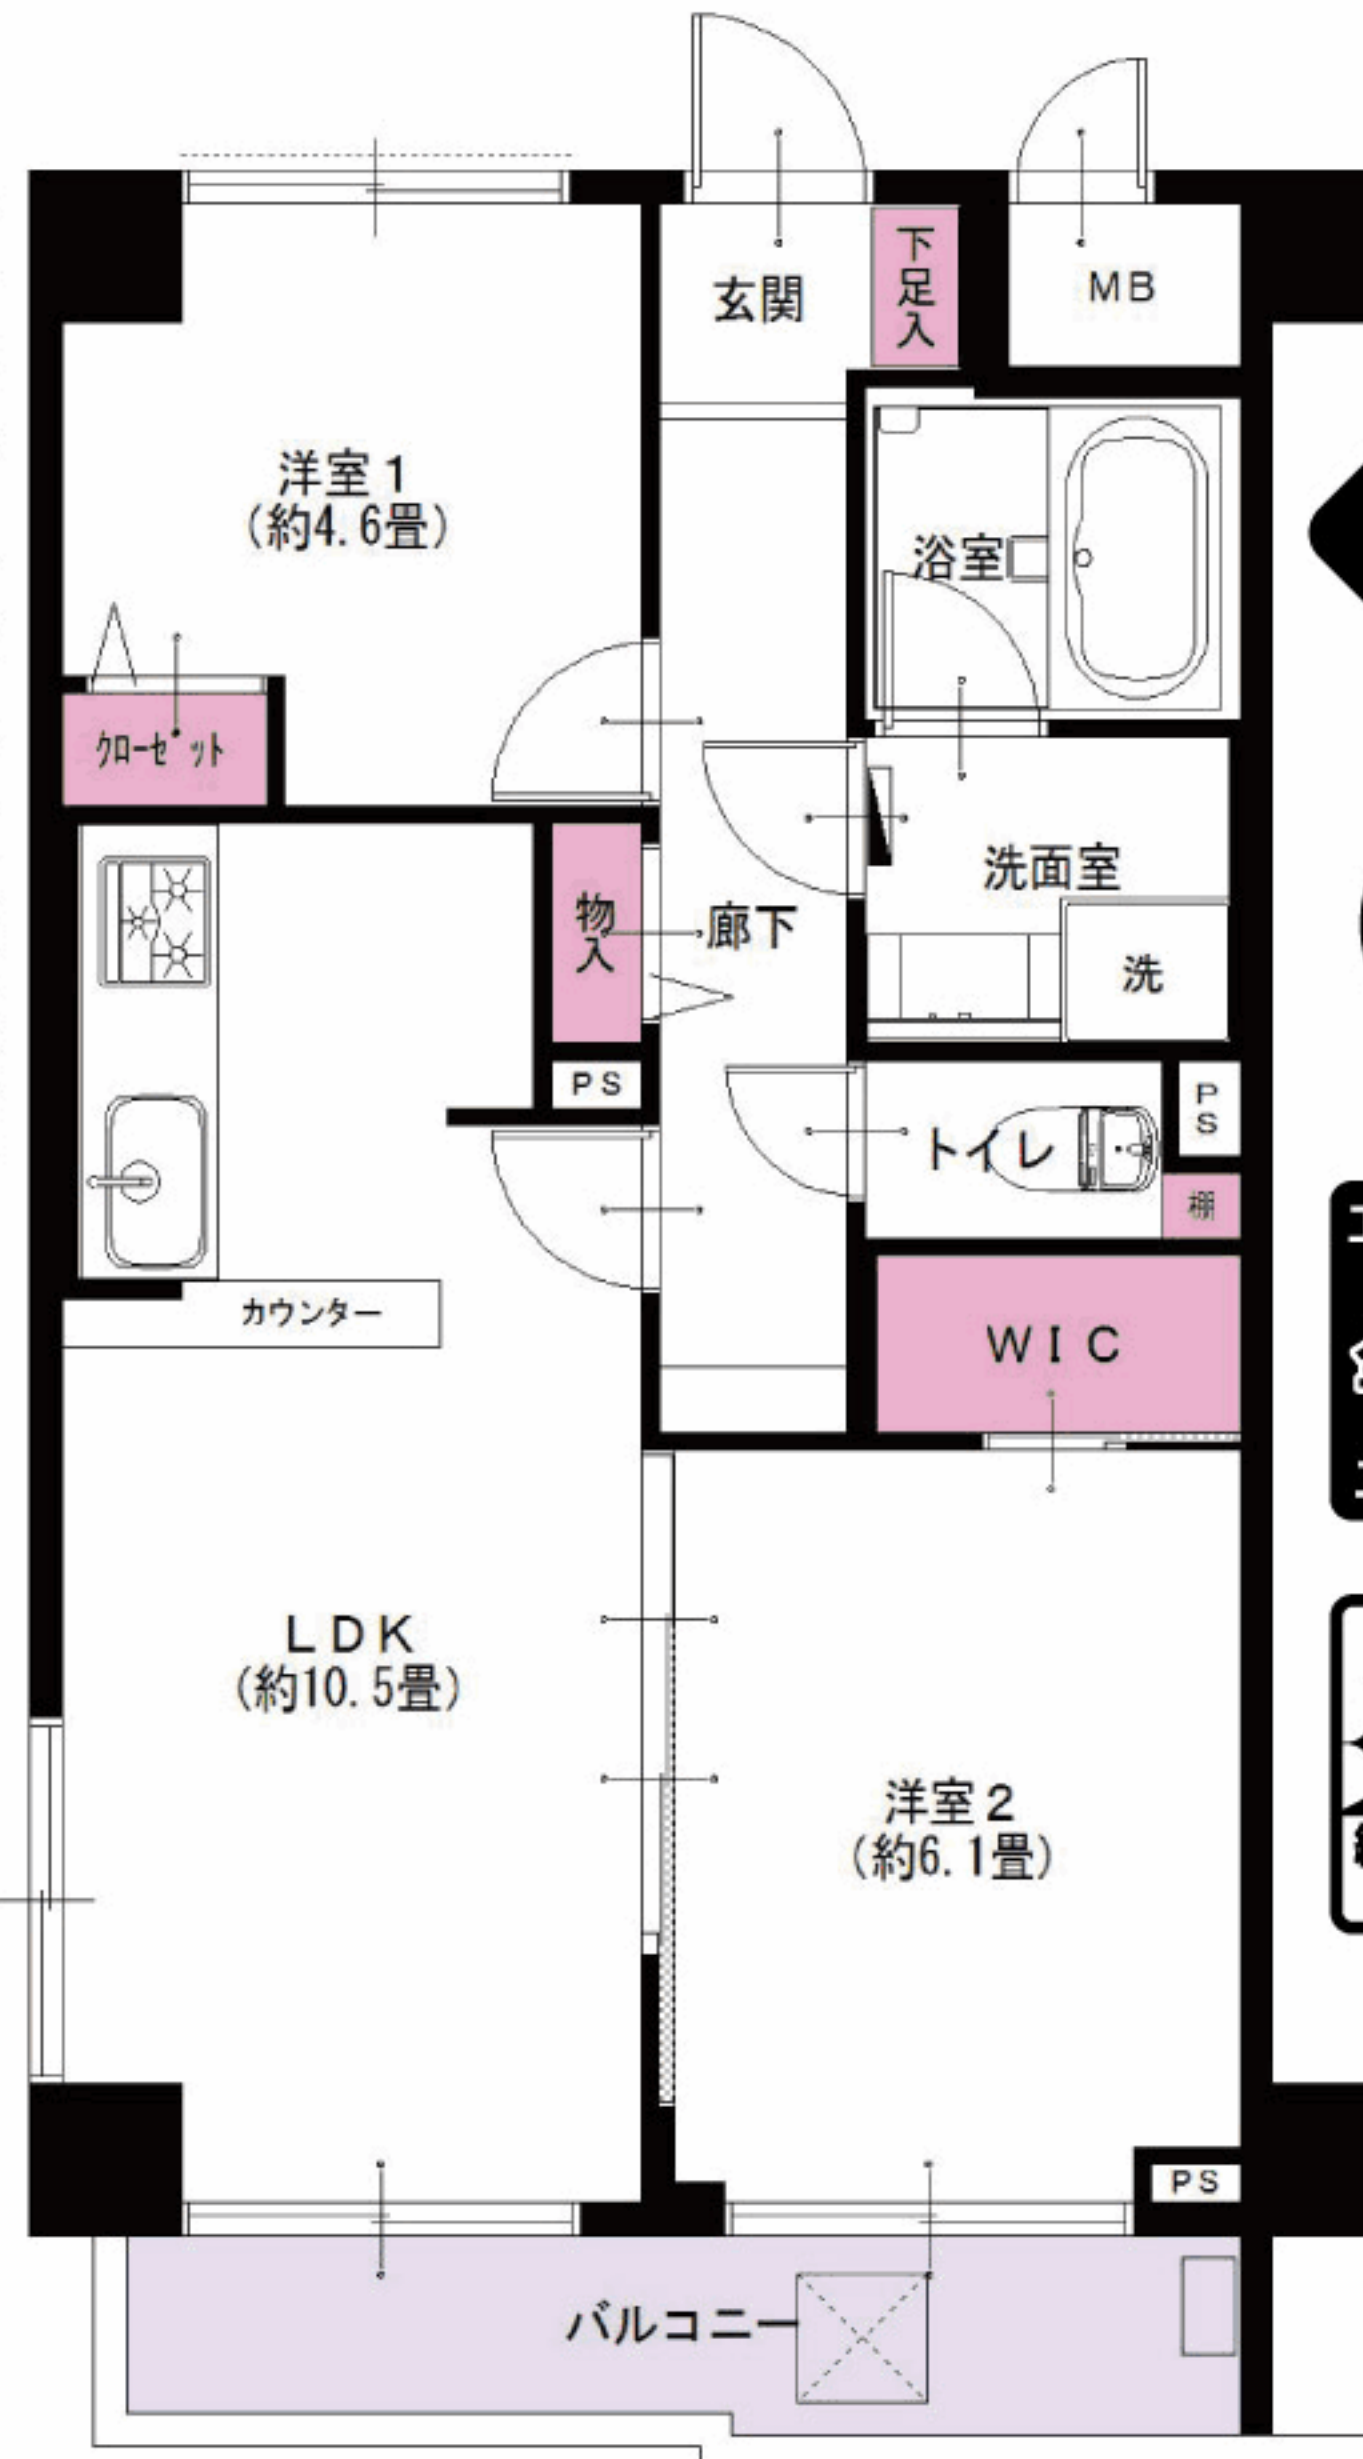 玄関
下足入
MB
洋室1
(約4.6畳)
浴室
クローゼット
洗面室
物入
廊下
洗
PS
PS
トイレ
棚
カウンター
WIC
LDK
(約10.5畳)
洋室2
(約6.1畳)
PS
バルコニー